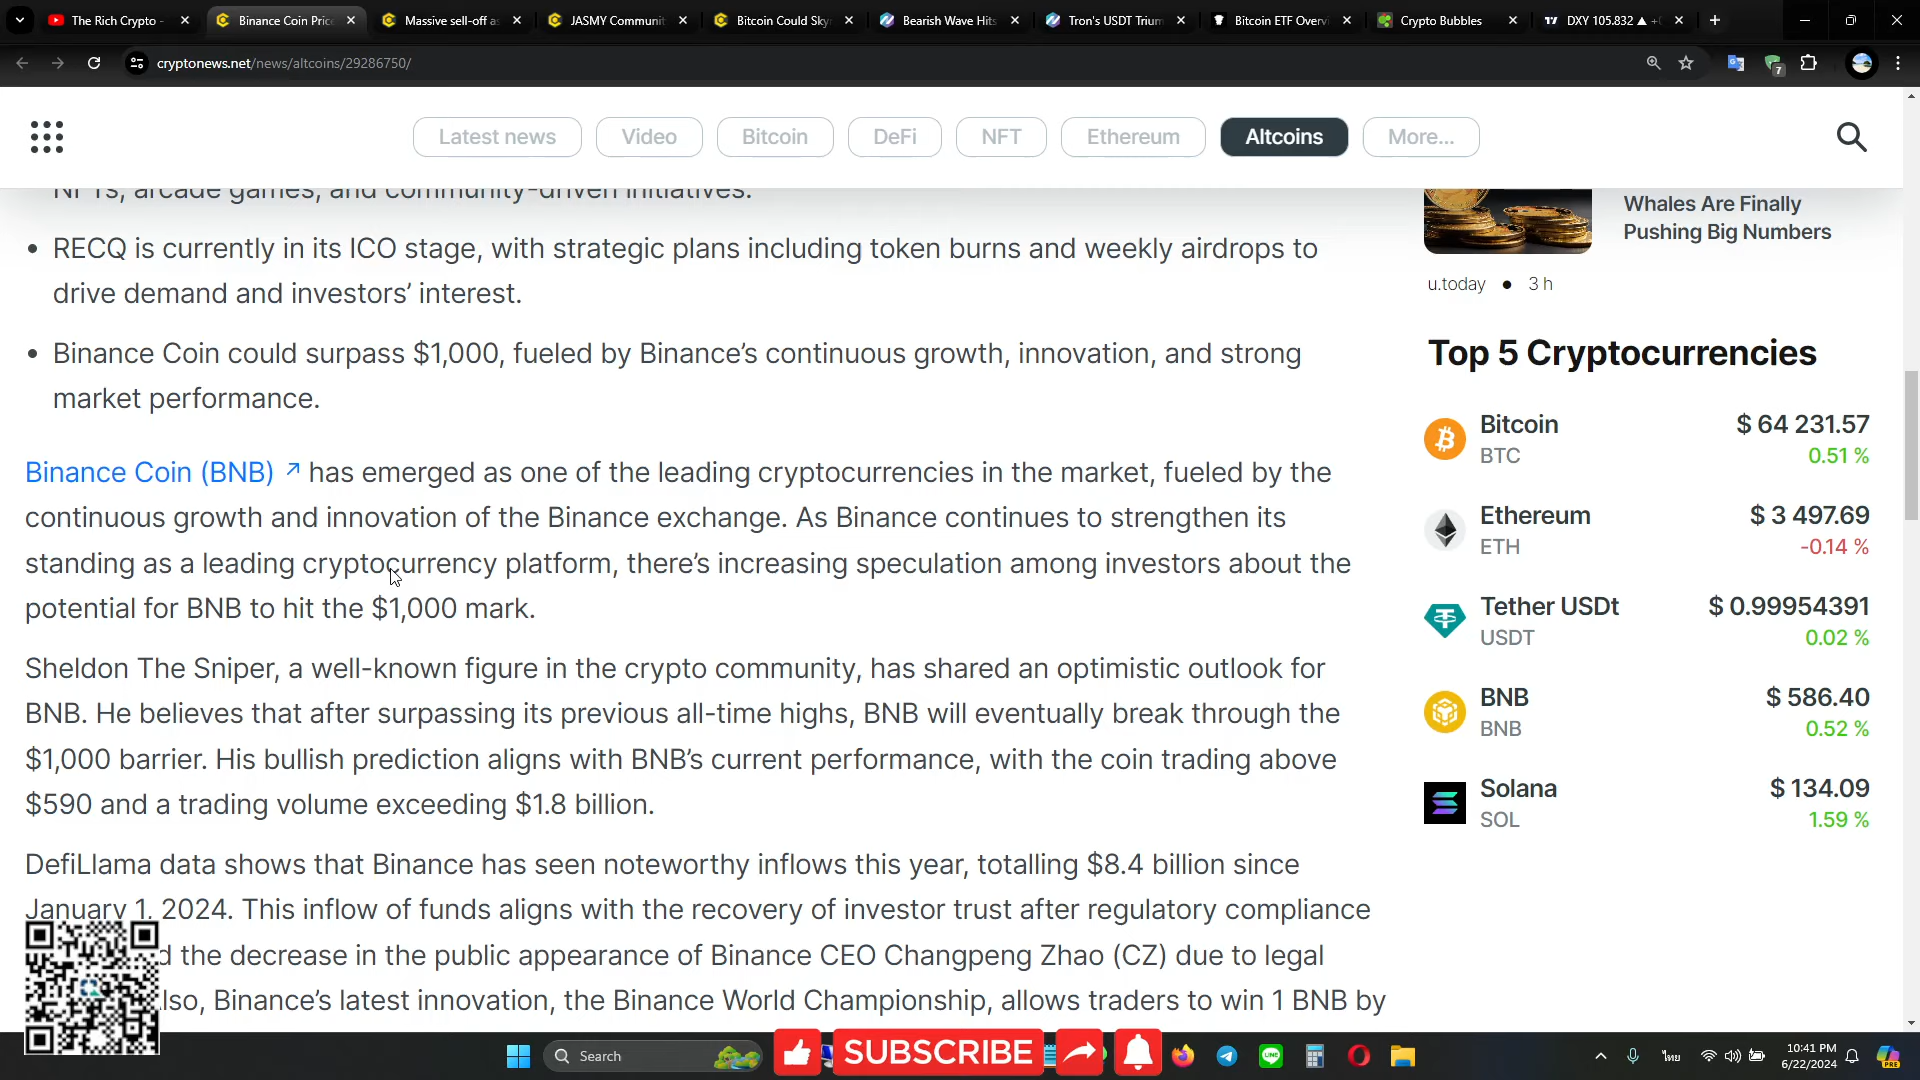 The Rich Crypto -
Binance Coin Pric
Massive sell-off a
JASMY Communit
Bitcoin Could Sky
Bearish Wave Hits
Tron's USDT Trium
Bitcoin ETF Overvi
Crypto Bubbles
DXY 105.832 ▲ +
cryptonews.net/news/altcoins/29286750/
7
Latest news
Video
Bitcoin
DeFi
NFT
Ethereum
Altcoins
More...
NFTs, arcade games, and community-driven initiatives.
• RECQ is currently in its ICO stage, with strategic plans including token burns and weekly airdrops to
drive demand and investors’ interest.
• Binance Coin could surpass $1,000, fueled by Binance’s continuous growth, innovation, and strong
market performance.
Binance Coin (BNB) ↗ has emerged as one of the leading cryptocurrencies in the market, fueled by the
continuous growth and innovation of the Binance exchange. As Binance continues to strengthen its
standing as a leading cryptocurrency platform, there’s increasing speculation among investors about the
potential for BNB to hit the $1,000 mark.
Sheldon The Sniper, a well-known figure in the crypto community, has shared an optimistic outlook for
BNB. He believes that after surpassing its previous all-time highs, BNB will eventually break through the
$1,000 barrier. His bullish prediction aligns with BNB’s current performance, with the coin trading above
$590 and a trading volume exceeding $1.8 billion.
DefiLlama data shows that Binance has seen noteworthy inflows this year, totalling $8.4 billion since
January 1, 2024. This inflow of funds aligns with the recovery of investor trust after regulatory compliance
d the decrease in the public appearance of Binance CEO Changpeng Zhao (CZ) due to legal
lso, Binance’s latest innovation, the Binance World Championship, allows traders to win 1 BNB by
Whales Are Finally
Pushing Big Numbers
u.today • 3 h
Top 5 Cryptocurrencies
Bitcoin $ 64 231.57
BTC 0.51 %
Ethereum $ 3 497.69
ETH -0.14 %
Tether USDt $ 0.99954391
USDT 0.02 %
BNB $ 586.40
BNB 0.52 %
Solana $ 134.09
SOL 1.59 %
Search
SUBSCRIBE
LINE
ไทย
10:41 PM
6/22/2024
PRE